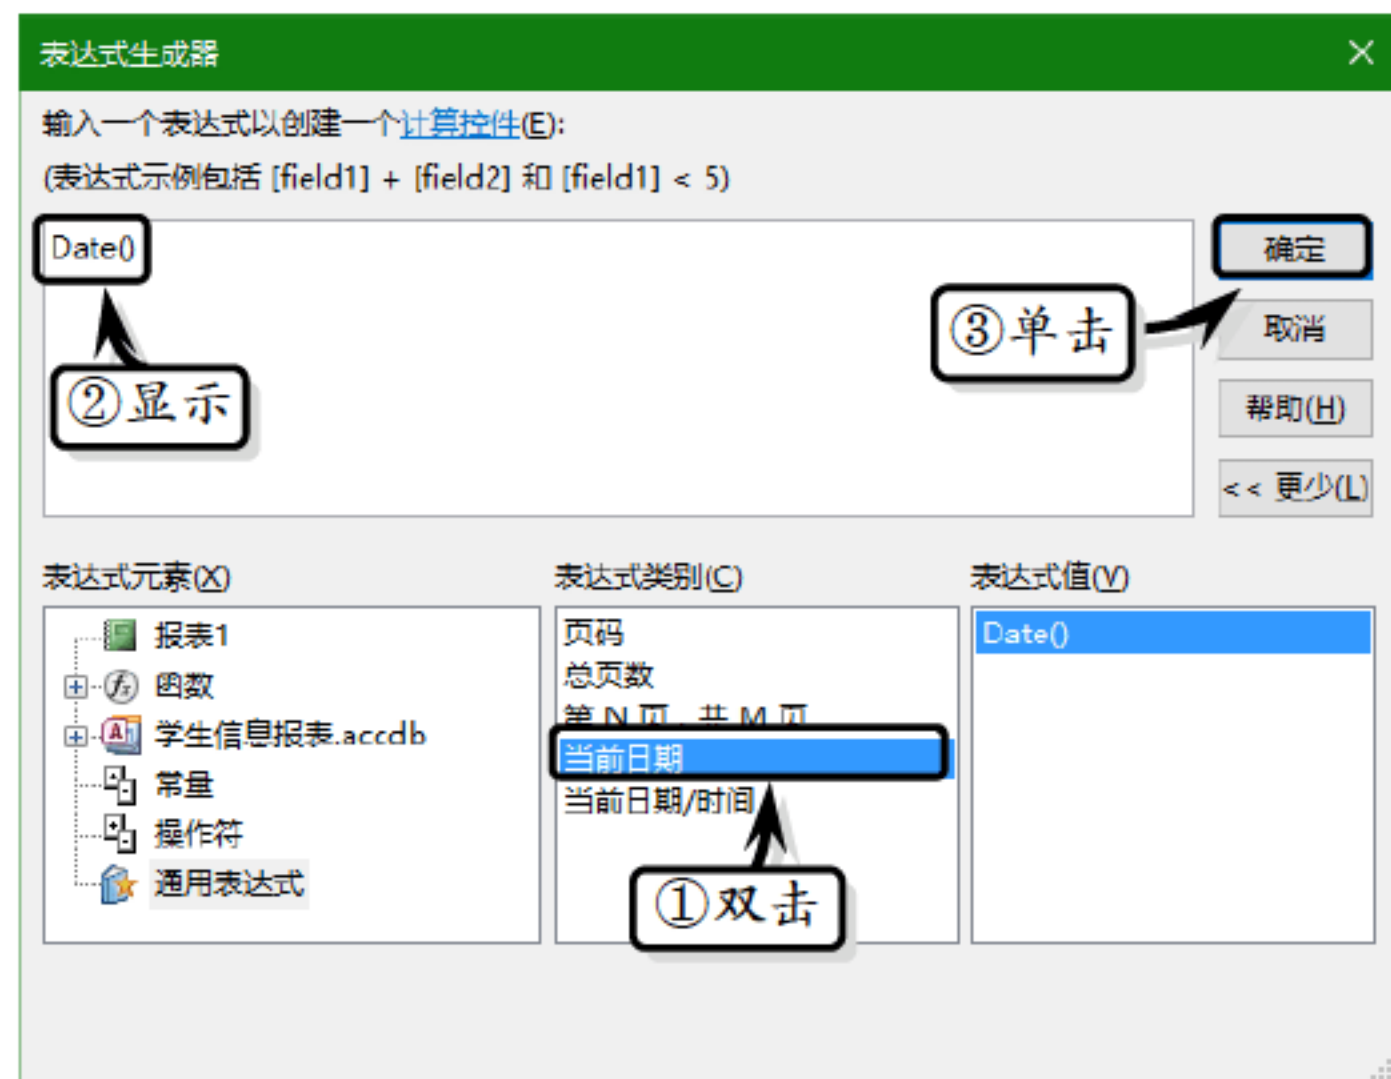 表达式生成器
输入一个表达式以创建一个计算控件(E):
(表达式示例包括 [field1] + [field2] 和 [field1] < 5)
Date()
确定
③单击
取消
②显示
帮助(H)
<< 更少(L)
表达式元素(X)
报表1
函数
学生信息报表.accdb
常量
操作符
通用表达式
表达式类别(C)
页码
总页数
第 N 页，共 M 页
当前日期
当前日期/时间
①双击
表达式值(V)
Date()